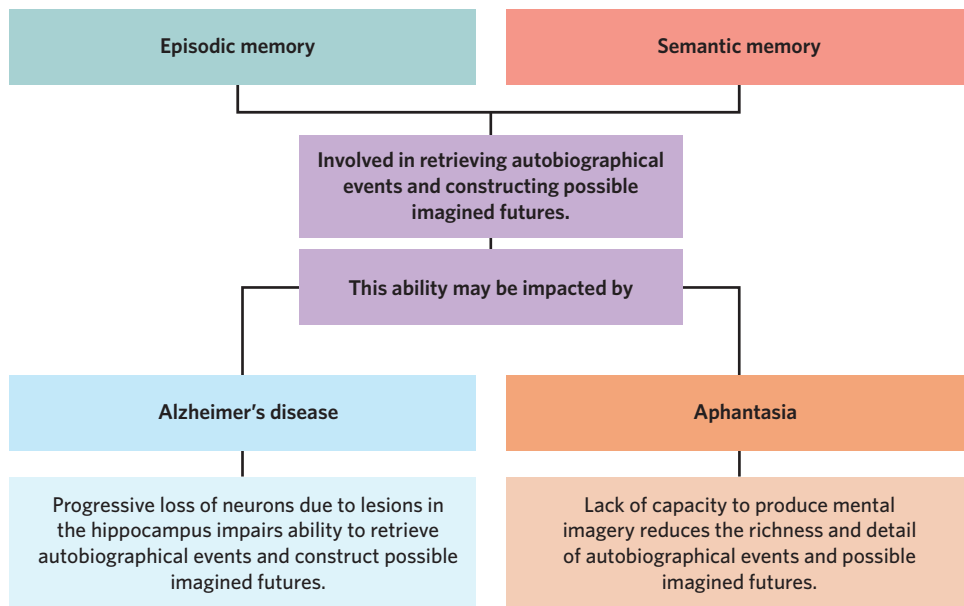 Episodic memory
Semantic memory
Involved in retrieving autobiographical
events and constructing possible
imagined futures.
This ability may be impacted by
Alzheimer's disease
Aphantasia
Progressive loss of neurons due to lesions in
the hippocampus impairs ability to retrieve
autobiographical events and construct possible
imagined futures.
Lack of capacity to produce mental
imagery reduces the richness and detail
of autobiographical events and possible
imagined futures.